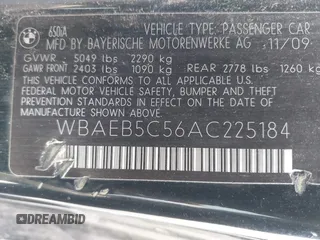 650iA VEHICLE TYPE: PASSENGER CAR
MFD BY BAYERISCHE MOTORENWERKE AG 11/09
GVWR 5049 lbs 2290 kg
GAWR FRONT 2403 lbs 1090 kg REAR 2778 lbs 1260 kg
THIS VEHICLE CONFORMS TO ALL APPLICABLE
FEDERAL MOTOR VEHICLE SAFETY, BUMPER, AND
THEFT PREVENTION STANDARDS IN EFFECT ON THE DATE
OF MANUFACTURE SHOWN ABOVE
WBAEB5C56AC225184
DREAMBID